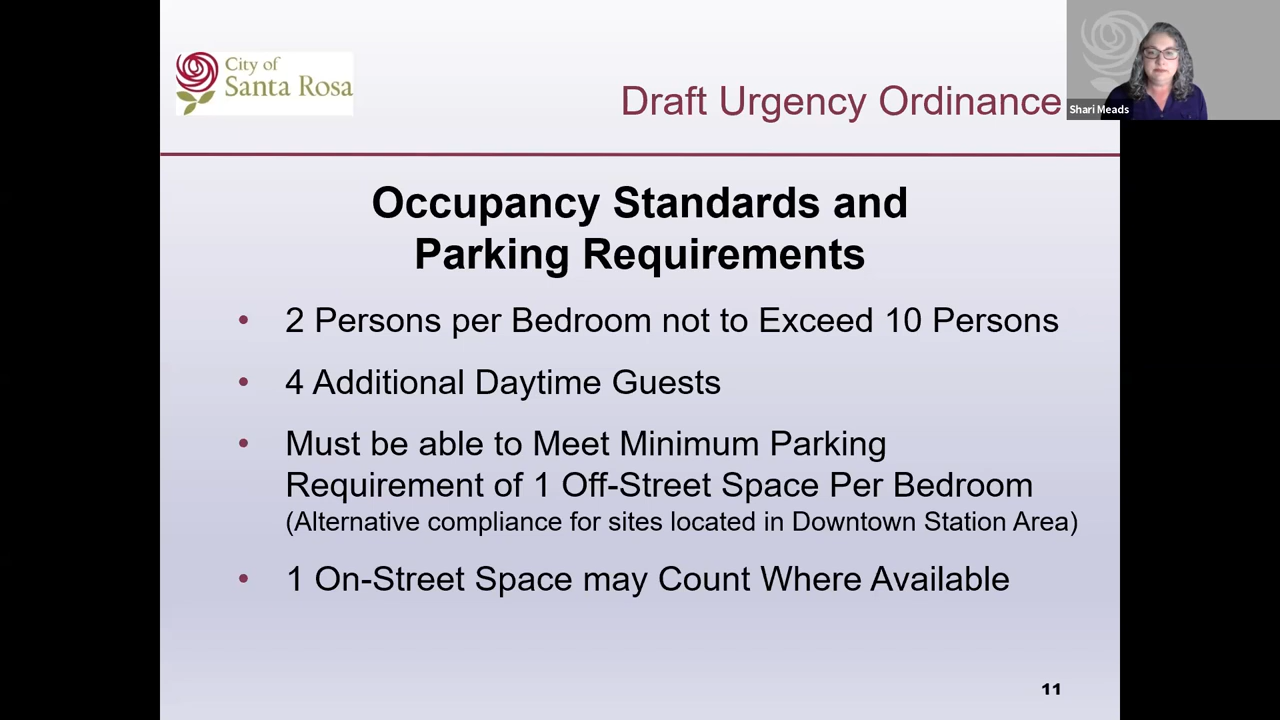 City of
Santa Rosa
Draft Urgency Ordinance
Shari Meads
Occupancy Standards and
Parking Requirements
• 2 Persons per Bedroom not to Exceed 10 Persons
• 4 Additional Daytime Guests
• Must be able to Meet Minimum Parking
Requirement of 1 Off-Street Space Per Bedroom
(Alternative compliance for sites located in Downtown Station Area)
• 1 On-Street Space may Count Where Available
11